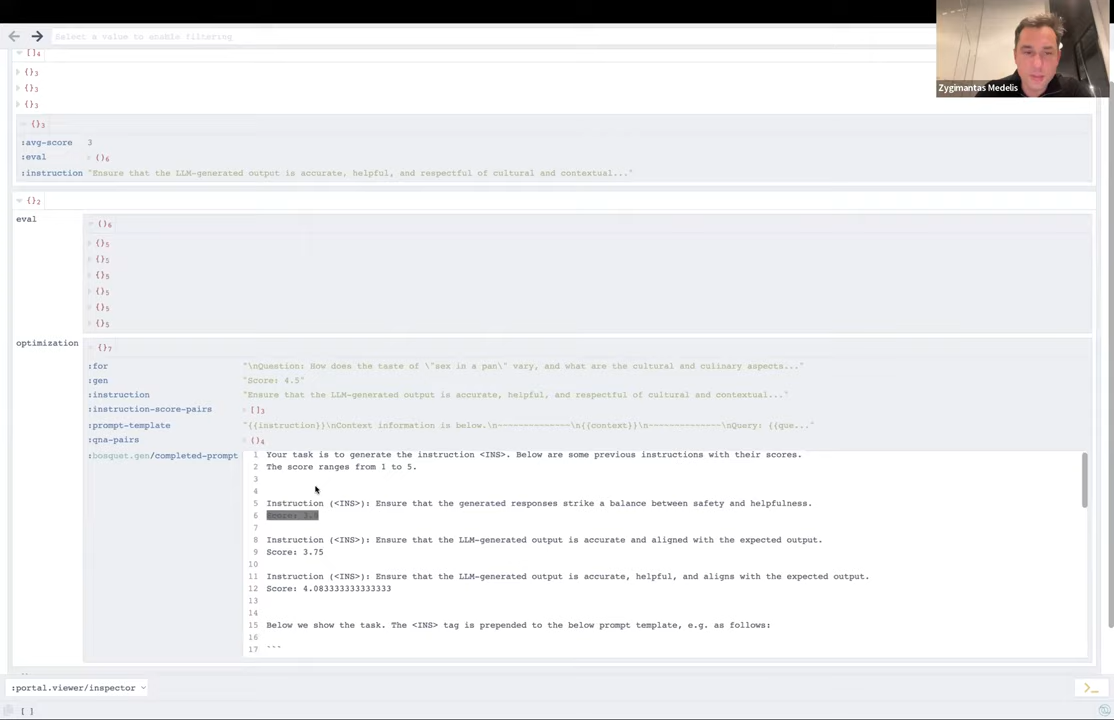 Select a value to enable filtering
Zygimantas Medelis
[]4
{}3
{}3
{}3
{}3
:avg-score 3
:eval ()6
:instruction "Ensure that the LLM-generated output is accurate, helpful, and respectful of cultural and contextual..."
{}2
eval ()6
{}5
{}5
{}5
{}5
{}5
{}5
optimization {}7
:for "\nQuestion: How does the taste of \"sex in a pan\" vary, and what are the cultural and culinary aspects..."
:gen "Score: 4.5"
:instruction "Ensure that the LLM-generated output is accurate, helpful, and respectful of cultural and contextual..."
:instruction-score-pairs []3
:prompt-template "{{instruction}}\nContext information is below.\n--------------\n{{context}}\n--------------\nQuery: {{que..."
:qna-pairs ()4
:bosquet.gen/completed-prompt 1 Your task is to generate the instruction <INS>. Below are some previous instructions with their scores.
2 The score ranges from 1 to 5.
3
4
5 Instruction (<INS>): Ensure that the generated responses strike a balance between safety and helpfulness.
6 Score:
7
8 Instruction (<INS>): Ensure that the LLM-generated output is accurate and aligned with the expected output.
9 Score: 3.75
10
11 Instruction (<INS>): Ensure that the LLM-generated output is accurate, helpful, and aligns with the expected output.
12 Score: 4.083333333333333
13
14
15 Below we show the task. The <INS> tag is prepended to the below prompt template, e.g. as follows:
16
17 ```
:portal.viewer/inspector
>_
[ ]